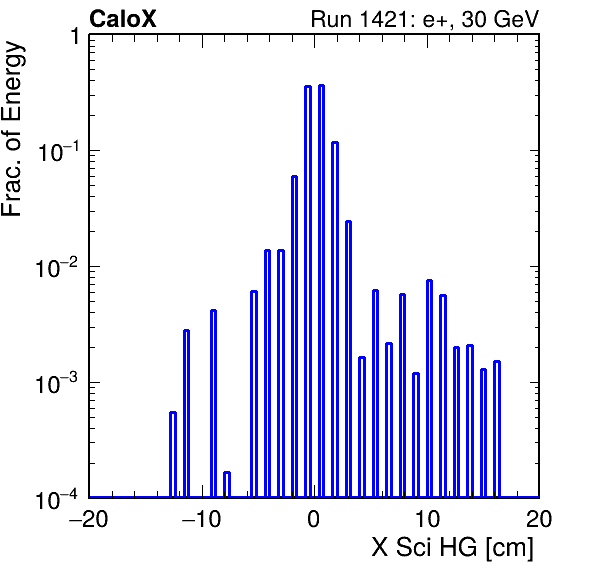 CaloX Run 1421: e+, 30 GeV
Frac. of Energy
1
10⁻¹
10⁻²
10⁻³
10⁻⁴
−20 −10 0 10 20
X Sci HG [cm]